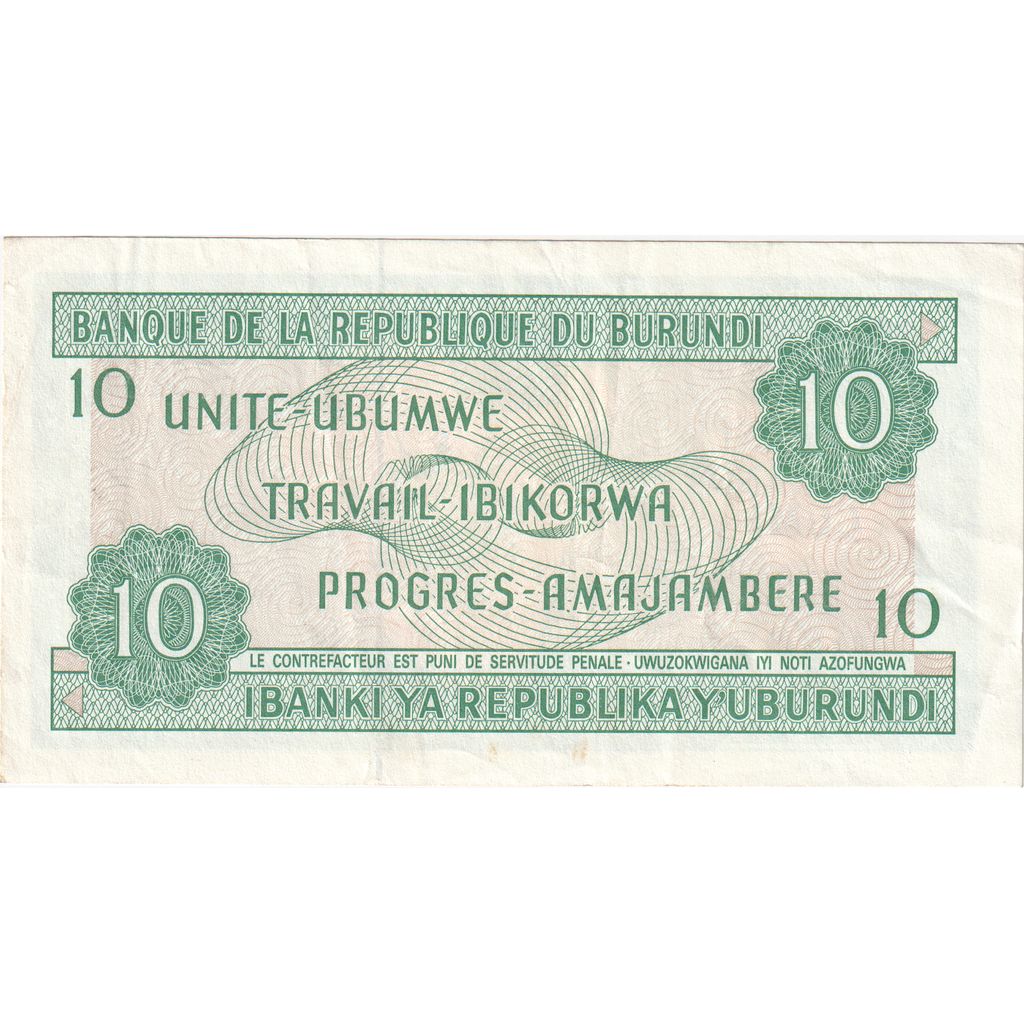 BANQUE DE LA REPUBLIQUE DU BURUNDI
10
10
UNITE-UBUMWE
TRAVAIL-IBIKORWA
PROGRES-AMAJAMBERE
10
10
LE CONTREFACTEUR EST PUNI DE SERVITUDE PENALE · UWUZOKWIGANA IYI NOTI AZOFUNGWA
IBANKI YA REPUBLIKA Y'UBURUNDI